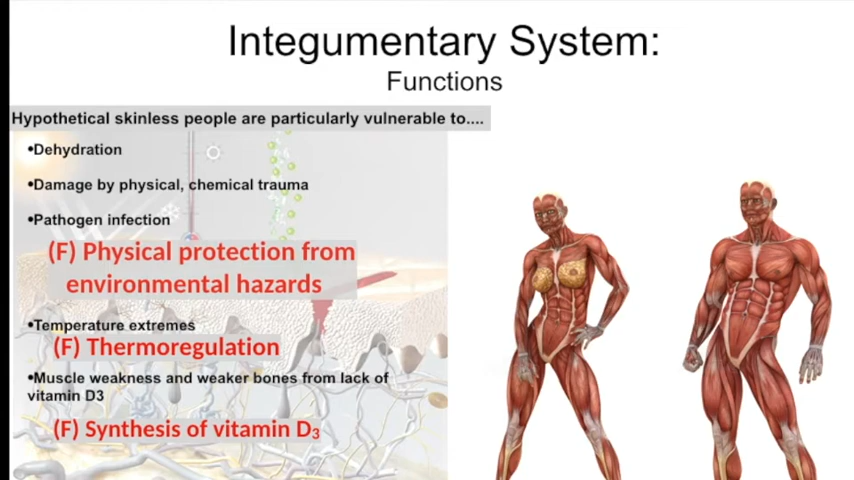 Integumentary System:
Functions
Hypothetical skinless people are particularly vulnerable to....
•Dehydration
•Damage by physical, chemical trauma
•Pathogen infection
(F) Physical protection from
environmental hazards
•Temperature extremes
(F) Thermoregulation
•Muscle weakness and weaker bones from lack of
vitamin D3
(F) Synthesis of vitamin D₃